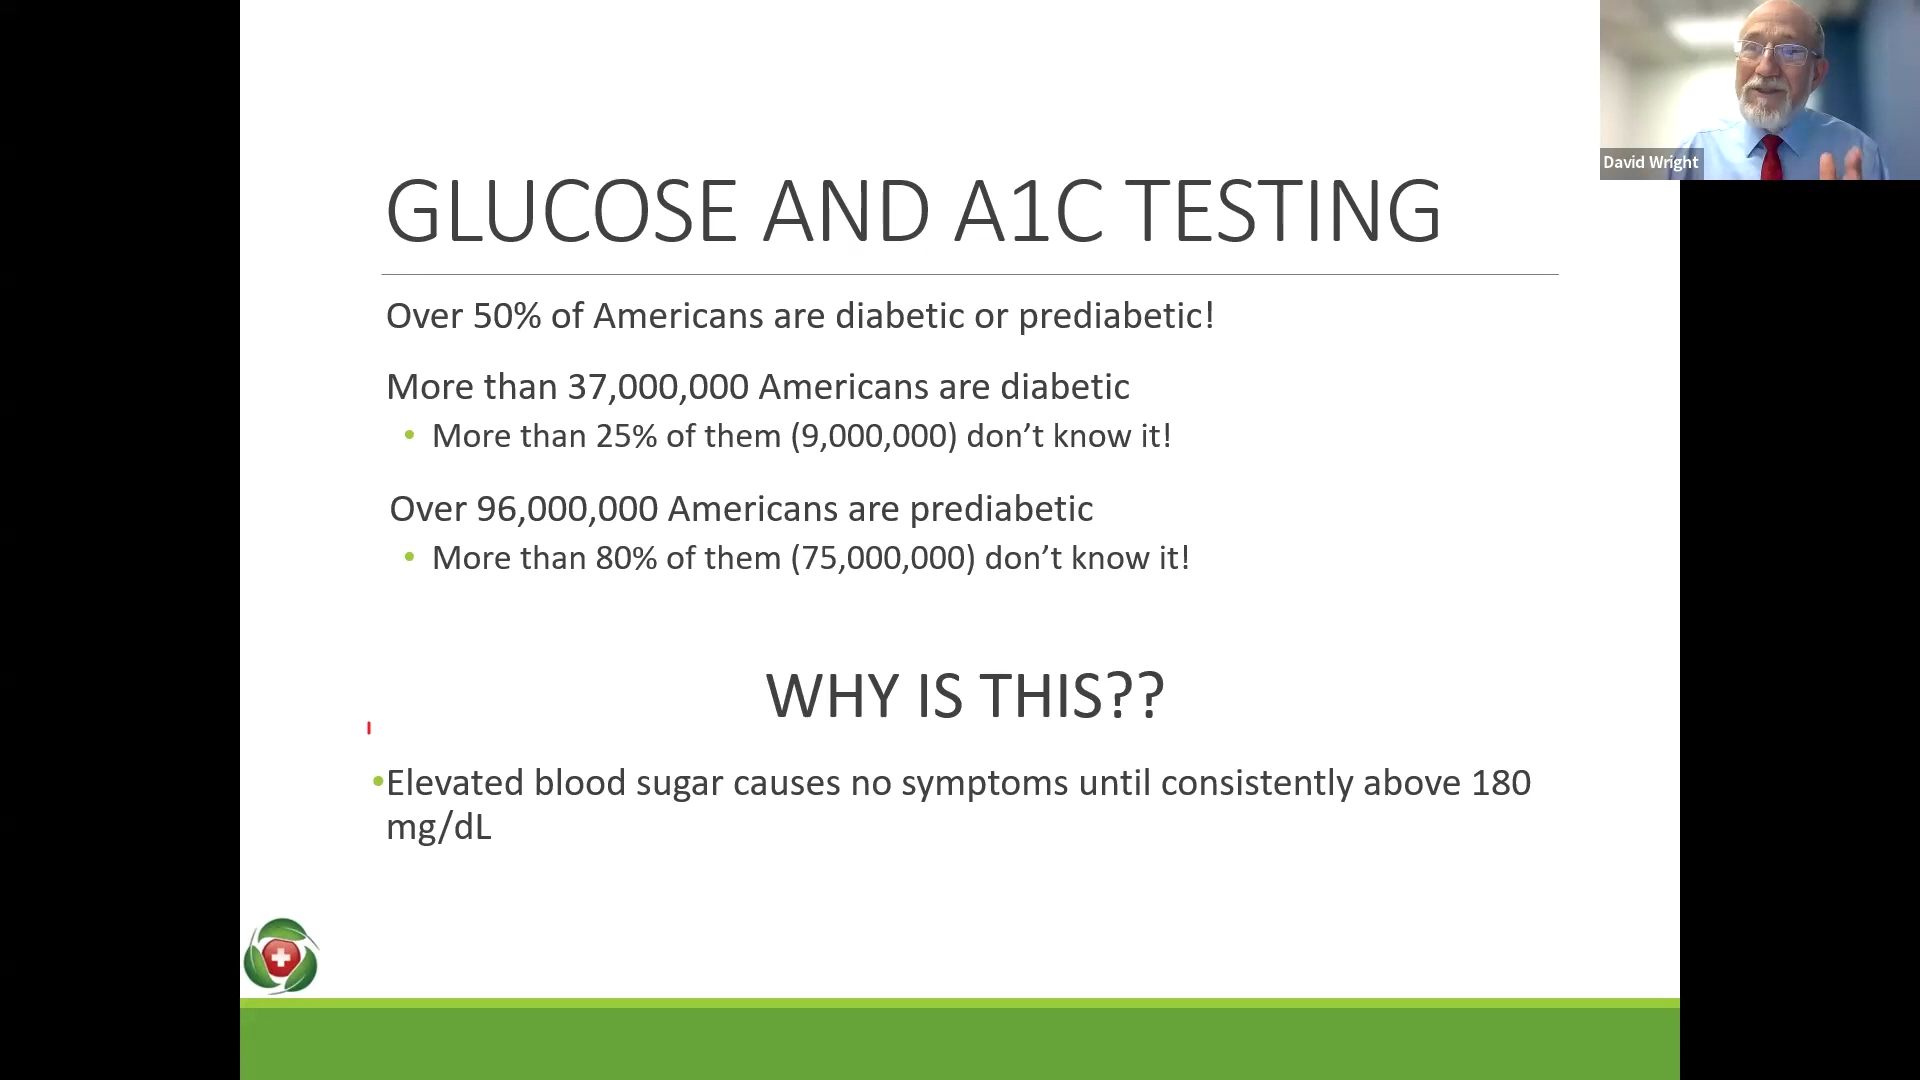 David Wright
GLUCOSE AND A1C TESTING
Over 50% of Americans are diabetic or prediabetic!
More than 37,000,000 Americans are diabetic
• More than 25% of them (9,000,000) don’t know it!
Over 96,000,000 Americans are prediabetic
• More than 80% of them (75,000,000) don’t know it!
WHY IS THIS??
•Elevated blood sugar causes no symptoms until consistently above 180
mg/dL